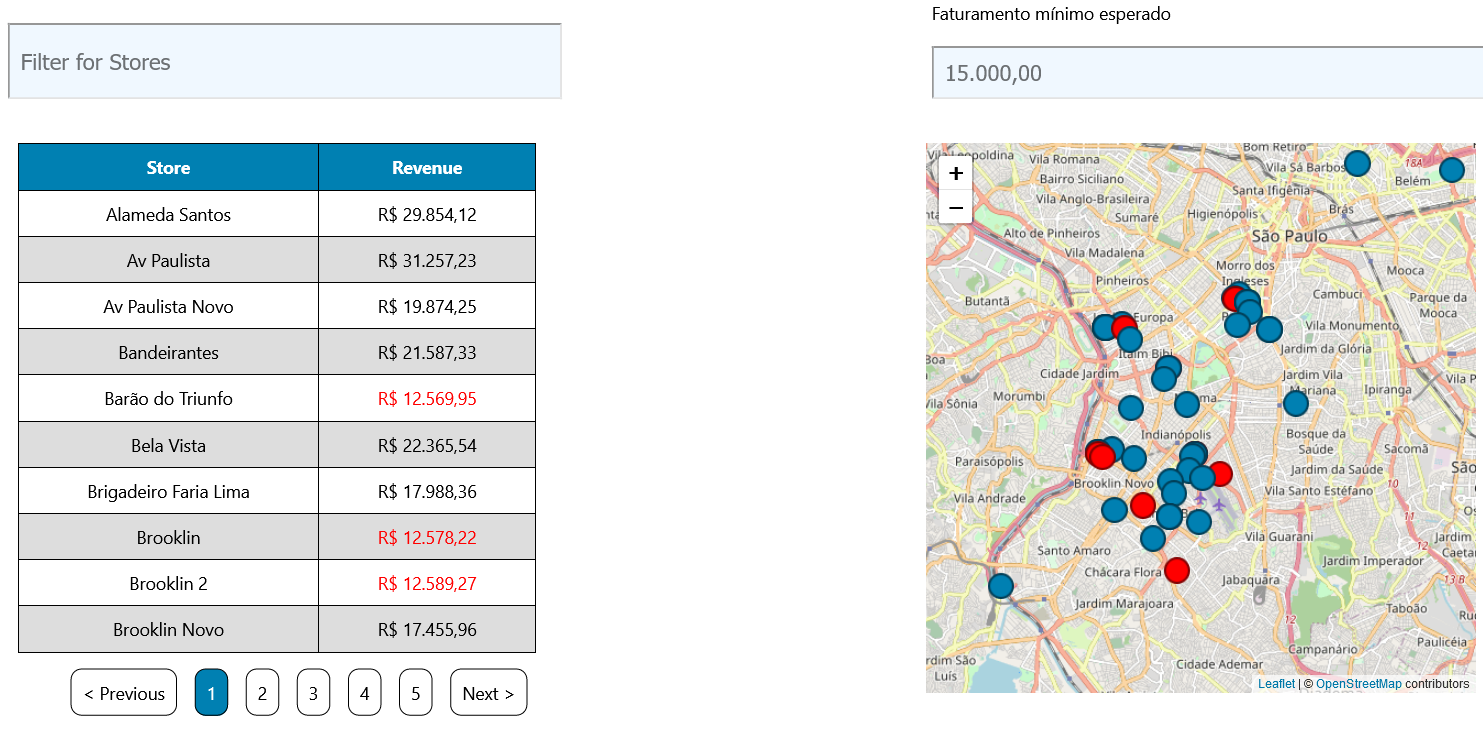 Faturamento mínimo esperado
Filter for Stores
15.000,00
Store Revenue
Alameda Santos R$ 29.854,12
Av Paulista R$ 31.257,23
Av Paulista Novo R$ 19.874,25
Bandeirantes R$ 21.587,33
Barão do Triunfo R$ 12.569,95
Bela Vista R$ 22.365,54
Brigadeiro Faria Lima R$ 17.988,36
Brooklin R$ 12.578,22
Brooklin 2 R$ 12.589,27
Brooklin Novo R$ 17.455,96
< Previous 1 2 3 4 5 Next >
+
−
Bom Retiro
Leopoldina
Vila Romana
Vila Sá Barbos
18A
Bairro Siciliano
Belém
Santa Ifigênia
Vila Anglo-Brasileira
Brás
Sumaré
Higienópolis
Alto de Pinheiros
São Paulo
Vila Madalena
Morro dos
Ingleses
Mooca
Pinheiros
Cambuci
Parque da
Mooca
Butantã
Europa
Vila Monumento
Jardim da Glória
Itaim Bibi
Cidade Jardim
Jardim Vila
Mariana
Ipiranga
Vila P
Morumbi
Vila Sônia
Indianópolis
Bosque da
Saúde
Sacomã
Paraisópolis
Jardim da Saúde
Brooklin Novo
Vila Santo Estéfano
Vila Andrade
11
Vila Guarani
Jardim
Caetan
Santo Amaro
Jardim Imperador
Chácara Flora
Jabaquara
13 B
Taboão
Jardim Marajoara
12
Paulicéia
Campanário
Jardim São
Luís
Cidade Ademar
Leaflet | © OpenStreetMap contributors